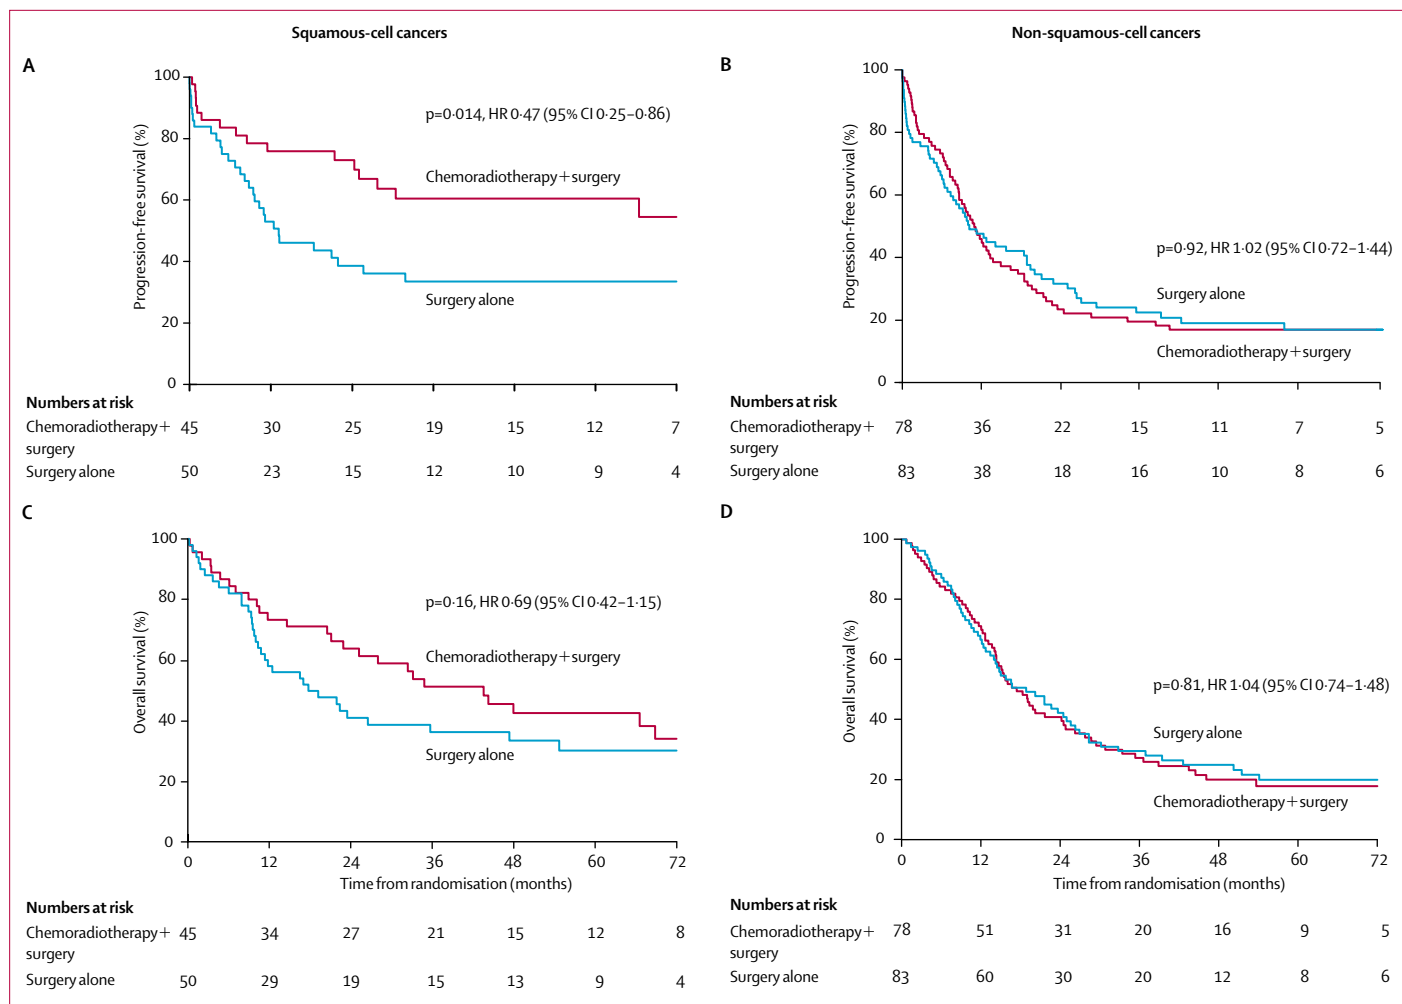 Squamous-cell cancers
Non-squamous-cell cancers
A
100
80
60
40
20
0
Progression-free survival (%)
p=0·014, HR 0·47 (95% CI 0·25–0·86)
Chemoradiotherapy+surgery
Surgery alone
Numbers at risk
Chemoradiotherapy+ 45 30 25 19 15 12 7
surgery
Surgery alone 50 23 15 12 10 9 4
B
100
80
60
40
20
0
Progression-free survival (%)
p=0·92, HR 1·02 (95% CI 0·72–1·44)
Surgery alone
Chemoradiotherapy+surgery
Numbers at risk
Chemoradiotherapy+ 78 36 22 15 11 7 5
surgery
Surgery alone 83 38 18 16 10 8 6
C
100
80
60
40
20
0
Overall survival (%)
p=0·16, HR 0·69 (95% CI 0·42–1·15)
Chemoradiotherapy+surgery
Surgery alone
0 12 24 36 48 60 72
Time from randomisation (months)
Numbers at risk
Chemoradiotherapy+ 45 34 27 21 15 12 8
surgery
Surgery alone 50 29 19 15 13 9 4
D
100
80
60
40
20
0
Overall survival (%)
p=0·81, HR 1·04 (95% CI 0·74–1·48)
Surgery alone
Chemoradiotherapy+surgery
0 12 24 36 48 60 72
Time from randomisation (months)
Numbers at risk
Chemoradiotherapy+ 78 51 31 20 16 9 5
surgery
Surgery alone 83 60 30 20 12 8 6